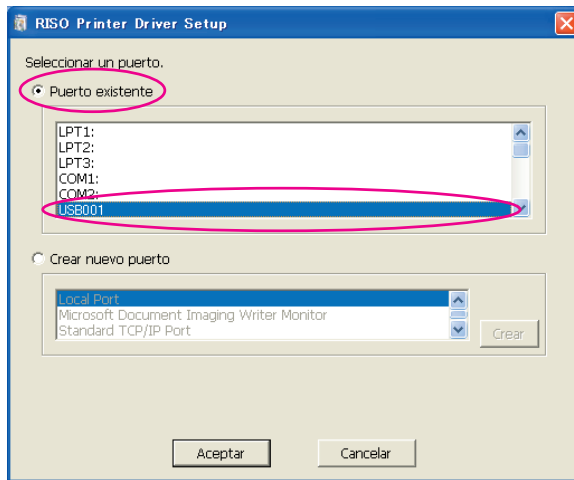 RISO Printer Driver Setup
Seleccionar un puerto.
Puerto existente
LPT1:
LPT2:
LPT3:
COM1:
COM2:
USB001
Crear nuevo puerto
Local Port
Microsoft Document Imaging Writer Monitor
Standard TCP/IP Port
Crear
Aceptar
Cancelar